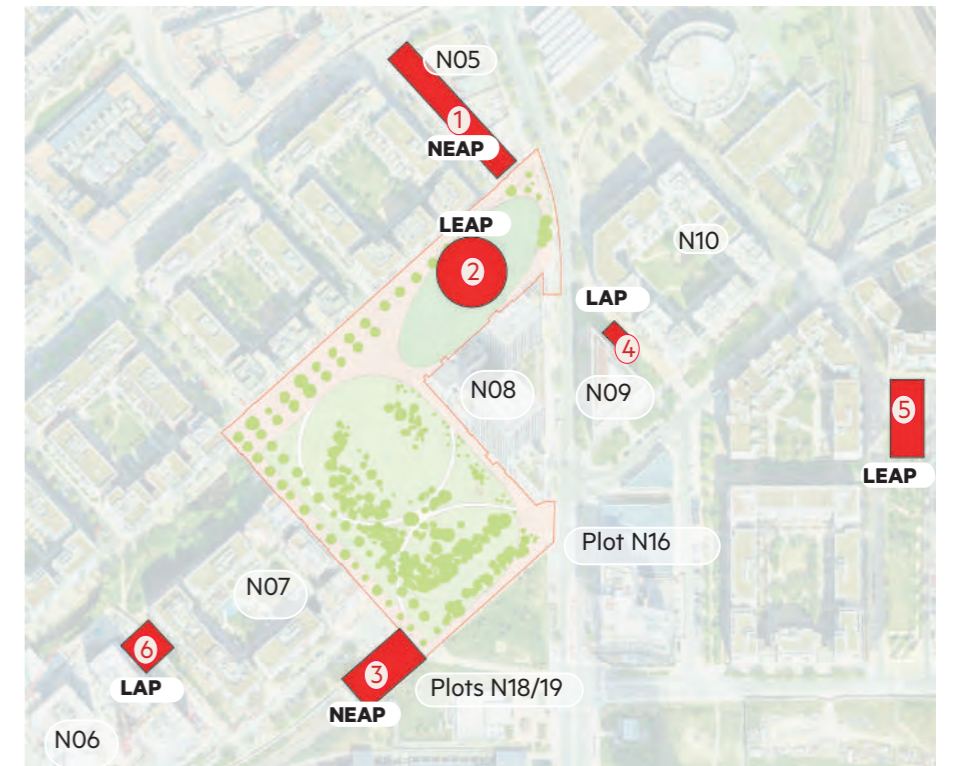 N05
1
NEAP
LEAP
2
N10
LAP
4
N08
N09
5
LEAP
Plot N16
N07
6
LAP
3
Plots N18/19
NEAP
N06